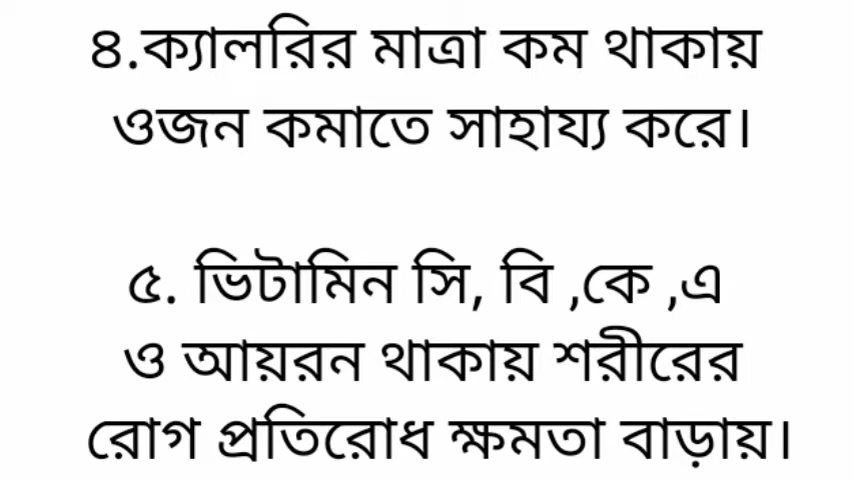 ৪.ক্যালরির মাত্রা কম থাকায়
ওজন কমাতে সাহায্য করে।
৫. ভিটামিন সি, বি ,কে ,এ
ও আয়রন থাকায় শরীরের
রোগ প্রতিরোধ ক্ষমতা বাড়ায়।